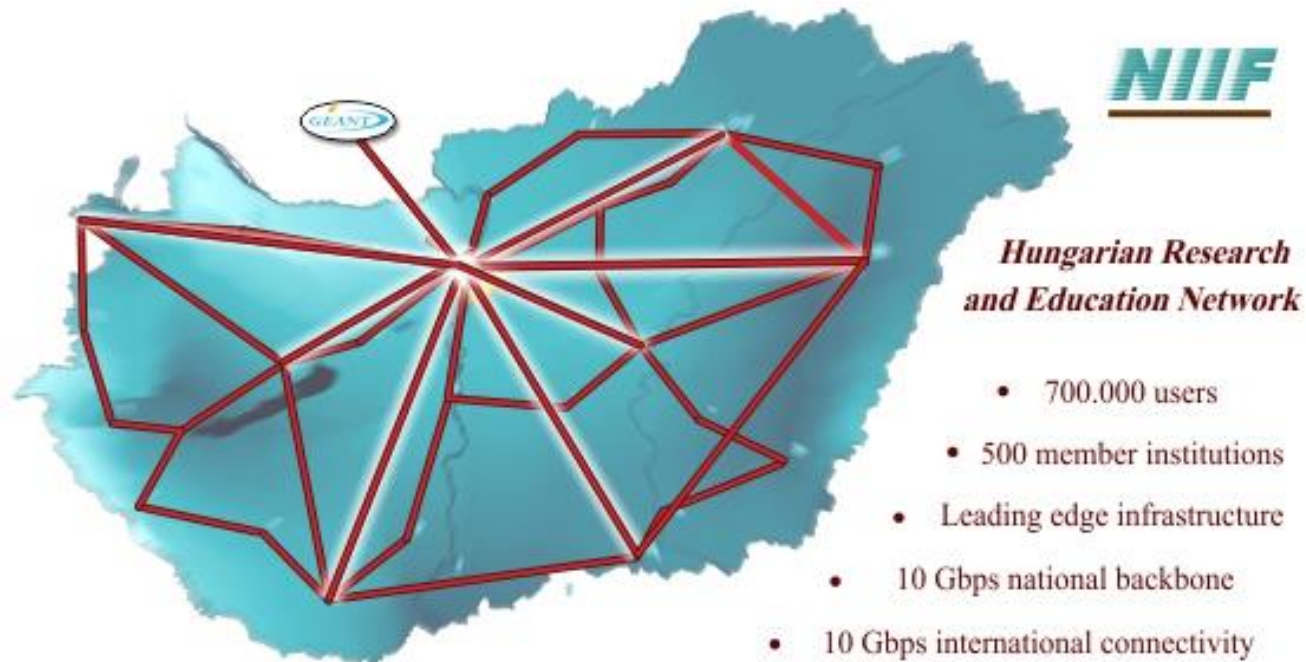 GEANT
NIIF
Hungarian Research
and Education Network
• 700.000 users
• 500 member institutions
• Leading edge infrastructure
• 10 Gbps national backbone
• 10 Gbps international connectivity